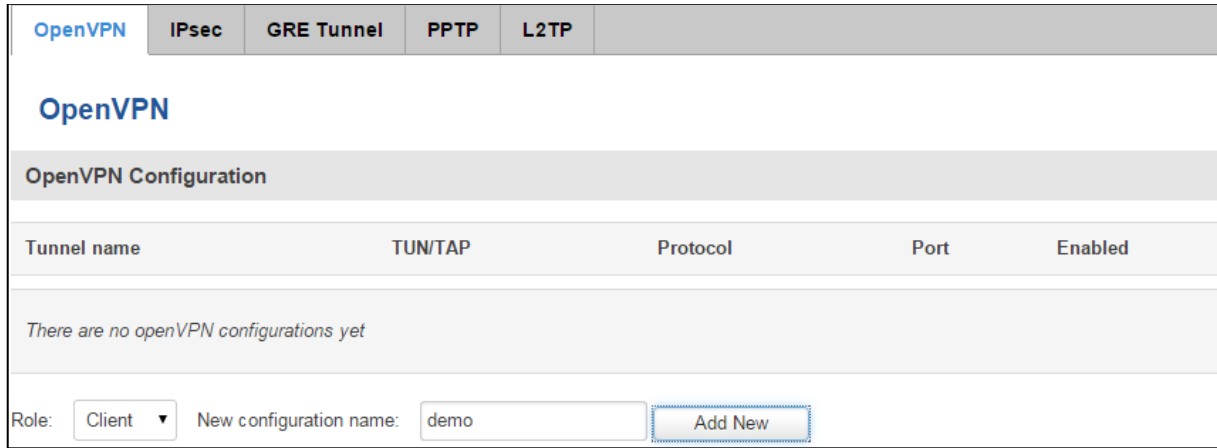 OpenVPN IPsec GRE Tunnel PPTP L2TP
OpenVPN
OpenVPN Configuration
Tunnel name TUN/TAP Protocol Port Enabled
There are no openVPN configurations yet
Role: Client New configuration name: demo Add New